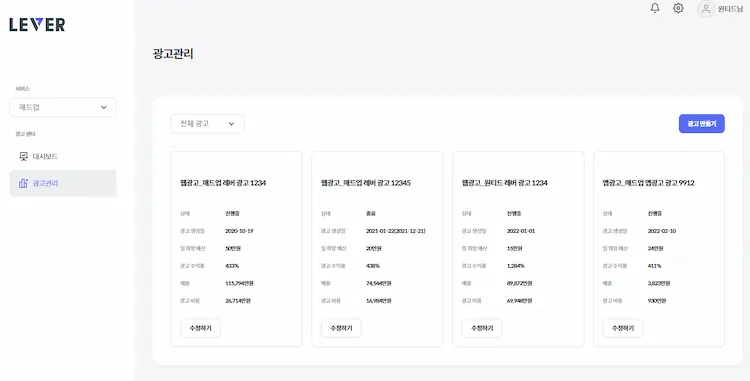 LEVER
원티드님
광고관리
서비스
매드업
광고센터
대시보드
광고관리
전체 광고
광고 만들기
웹광고_매드업 레버 광고 1234
상태 진행중
광고 생성일 2020-10-19
일 희망 예산 50만원
광고 수익률 433%
매출 115,794만원
광고 비용 26,714만원
수정하기
웹광고_매드업 레버 광고 12345
상태 종료
광고 생성일 2021-01-22(2021-12-21)
일 희망 예산 20만원
광고 수익률 438%
매출 74,544만원
광고 비용 16,984만원
수정하기
웹광고_원티드 레버 광고 1234
상태 진행중
광고 생성일 2022-01-01
일 희망 예산 15만원
광고 수익률 1,284%
매출 89,872만원
광고 비용 69,948만원
수정하기
앱광고_매드업 앱광고 광고 9912
상태 진행중
광고 생성일 2022-02-10
일 희망 예산 24만원
광고 수익률 411%
매출 3,823만원
광고 비용 930만원
수정하기